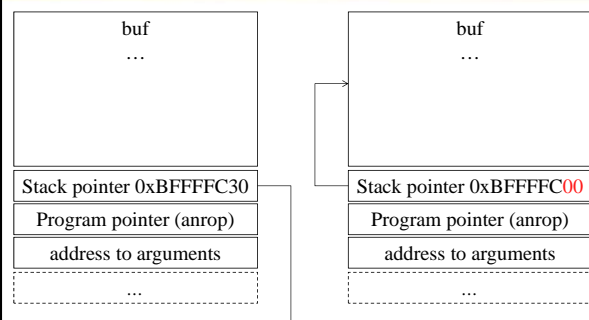 buf
…
Stack pointer 0xBFFFFC30
Program pointer (anrop)
address to arguments
...
buf
…
Stack pointer 0xBFFFFC00
Program pointer (anrop)
address to arguments
...